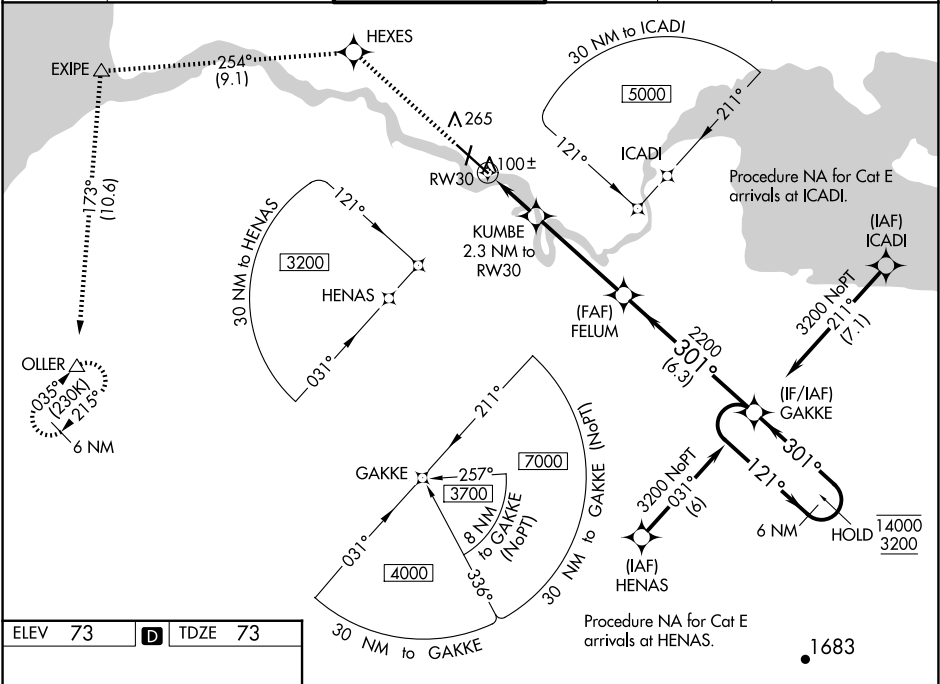 HEXES
EXIPE
254°
(9.1)
173°
(10.6)
OLLER
035°
(230K)
215°
6 NM
265
100±
RW30
KUMBE
2.3 NM to
RW30
30 NM to ICADI
5000
211°
121°
ICADI
Procedure NA for Cat E
arrivals at ICADI.
(IAF)
ICADI
3200 NoPT
211°
(7.1)
30 NM to HENAS
121°
3200
HENAS
031°
(FAF)
FELUM
2200
301°
(6.3)
(IF/IAF)
GAKKE
301°
121°
6 NM
HOLD
14000
3200
3200 NoPT
031°
(6)
(IAF)
HENAS
Procedure NA for Cat E
arrivals at HENAS.
1683
211°
GAKKE
257°
7000
3700
8 NM
to GAKKE
(NoPT)
30 NM to GAKKE (NoPT)
031°
4000
336°
30 NM to GAKKE
ELEV 73 D TDZE 73